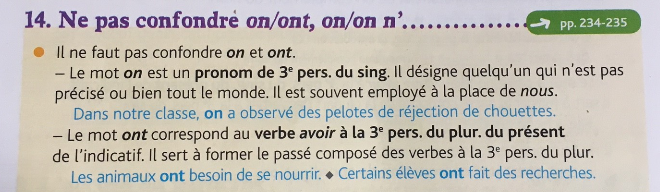 14. Ne pas confondre on/ont, on/on n'................ → pp. 234-235
● Il ne faut pas confondre on et ont.
– Le mot on est un pronom de 3e pers. du sing. Il désigne quelqu'un qui n'est pas
précisé ou bien tout le monde. Il est souvent employé à la place de nous.
Dans notre classe, on a observé des pelotes de réjection de chouettes.
– Le mot ont correspond au verbe avoir à la 3e pers. du plur. du présent
de l'indicatif. Il sert à former le passé composé des verbes à la 3e pers. du plur.
Les animaux ont besoin de se nourrir. ◆ Certains élèves ont fait des recherches.